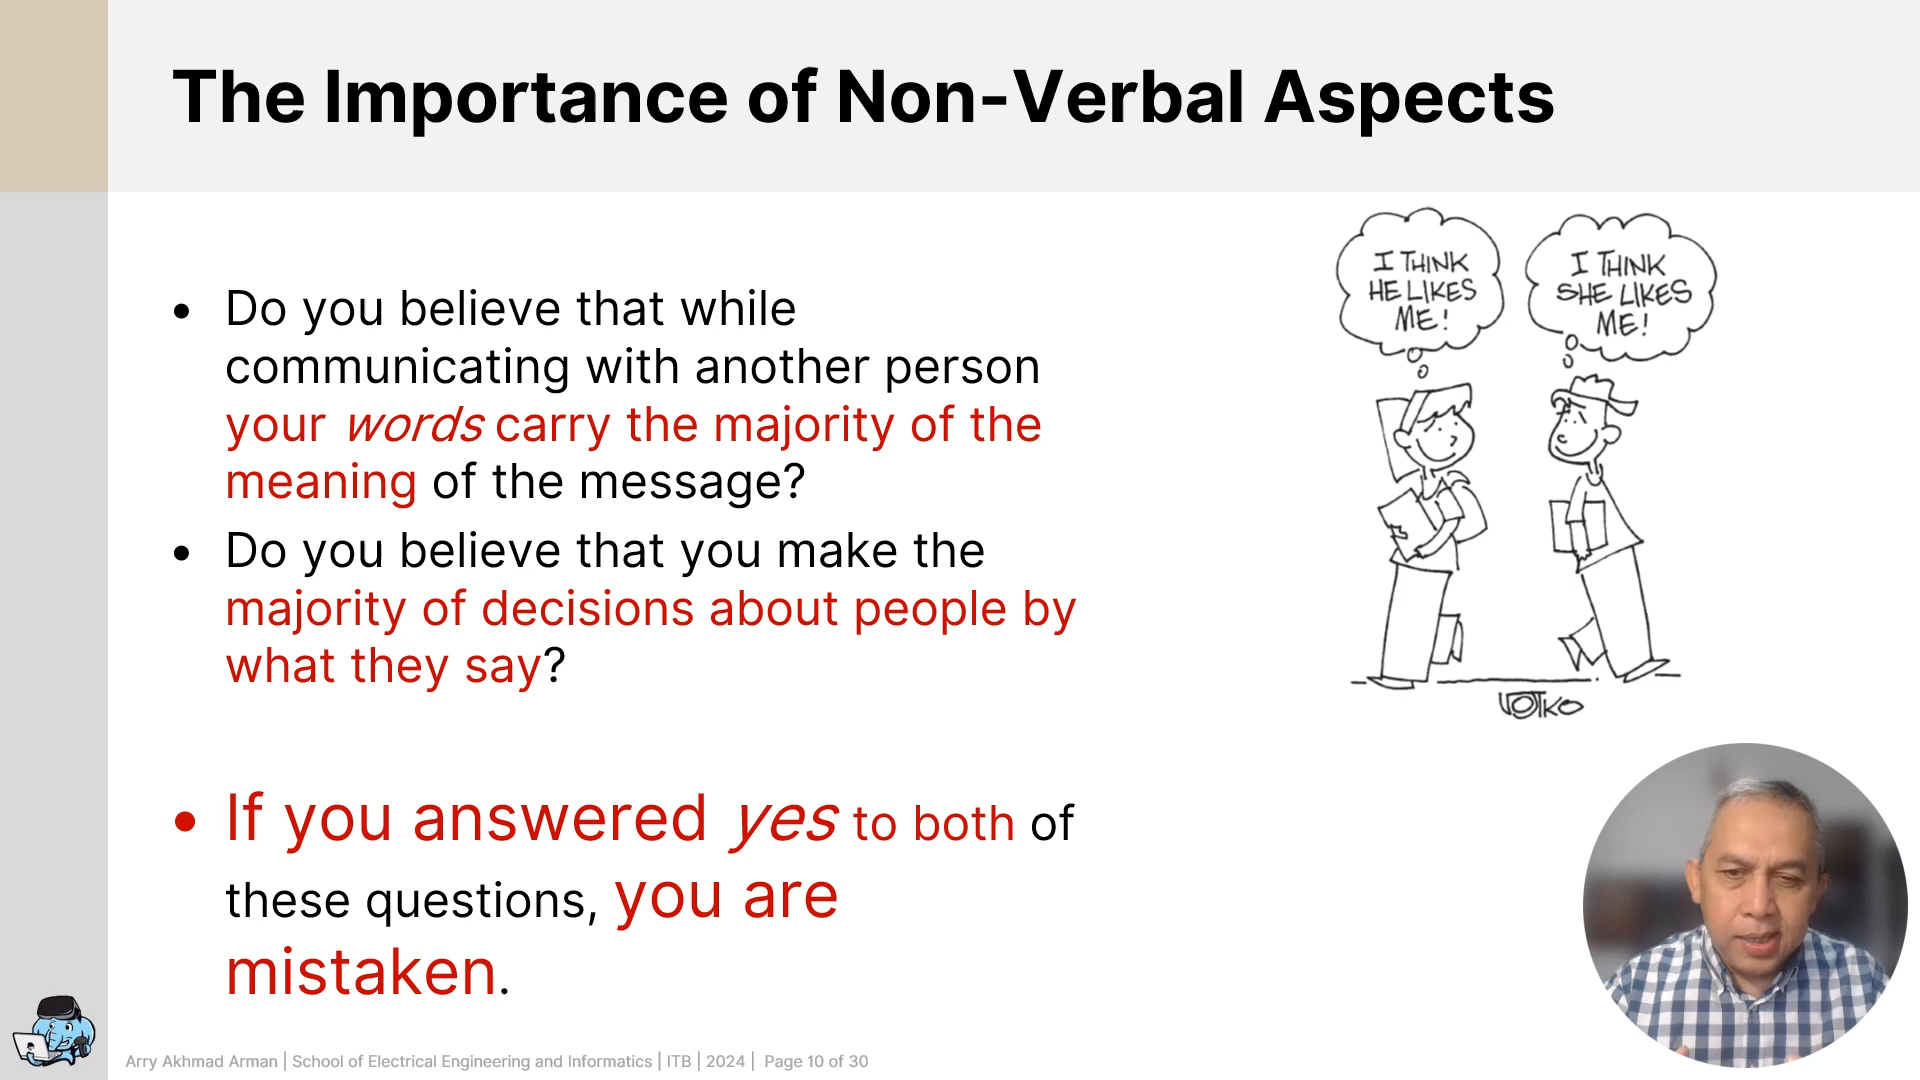 The Importance of Non-Verbal Aspects
• Do you believe that while
communicating with another person
your words carry the majority of the
meaning of the message?
• Do you believe that you make the
majority of decisions about people by
what they say?
• If you answered yes to both of
these questions, you are
mistaken.
I THINK
HE LIKES
ME!
I THINK
SHE LIKES
ME!
VOJTKO
Arry Akhmad Arman | School of Electrical Engineering and Informatics | ITB | 2024 | Page 10 of 30